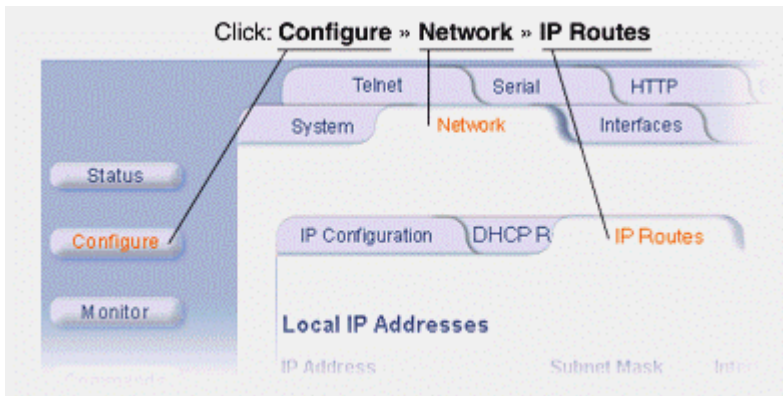 Click: Configure » Network » IP Routes
Telnet Serial HTTP
System Network Interfaces
Status
Configure
IP Configuration DHCP R IP Routes
Monitor
Local IP Addresses
IP Address Subnet Mask
Commands